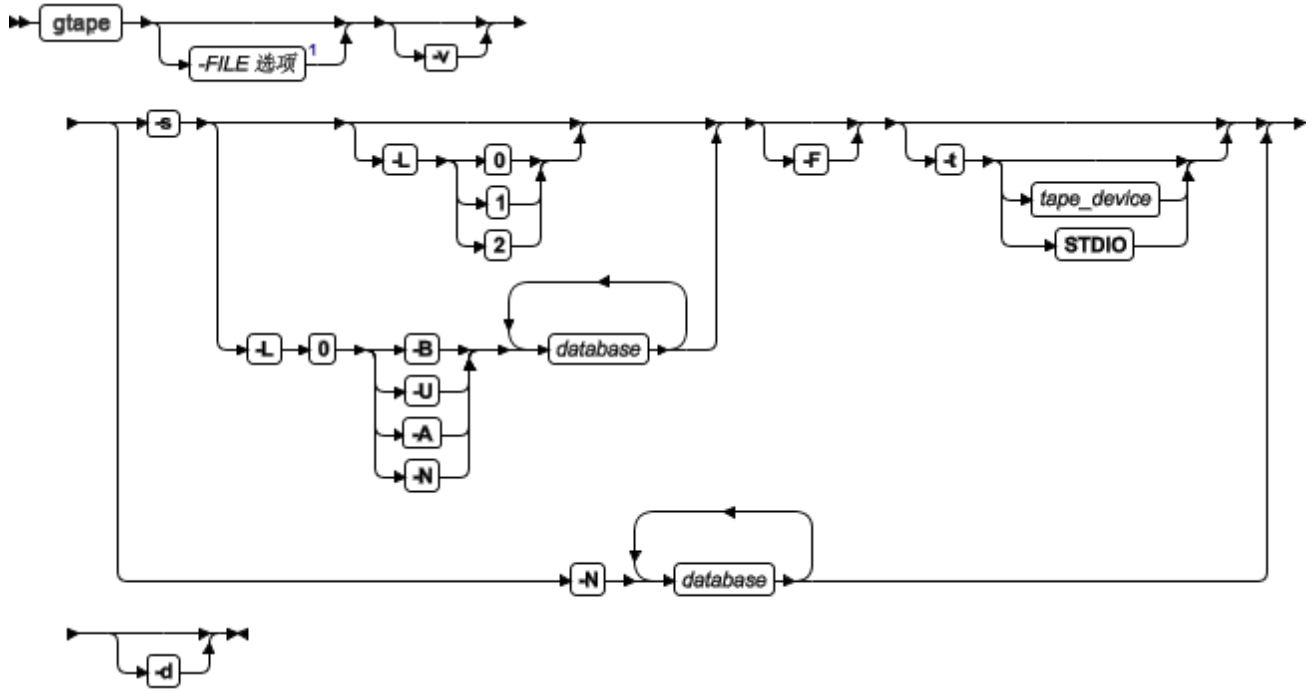 gtape
-FILE 选项 1
-v
-s
-L 0
1
2
-F
-t
tape_device
STDIO
-L 0 -B database
-U
-A
-N
-N database
-d